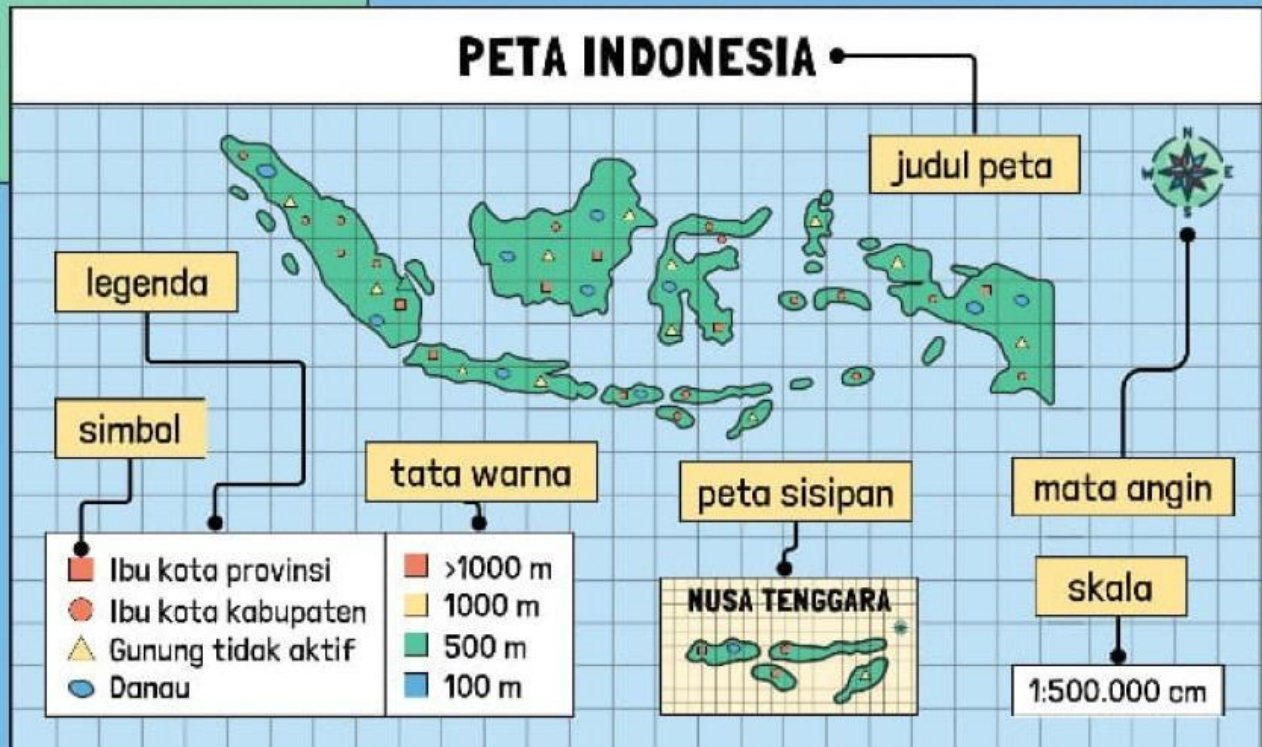 PETA INDONESIA
judul peta
N
W E
S
legenda
simbol
tata warna
peta sisipan
mata angin
skala
Ibu kota provinsi
Ibu kota kabupaten
Gunung tidak aktif
Danau
>1000 m
1000 m
500 m
100 m
NUSA TENGGARA
1:500.000 cm